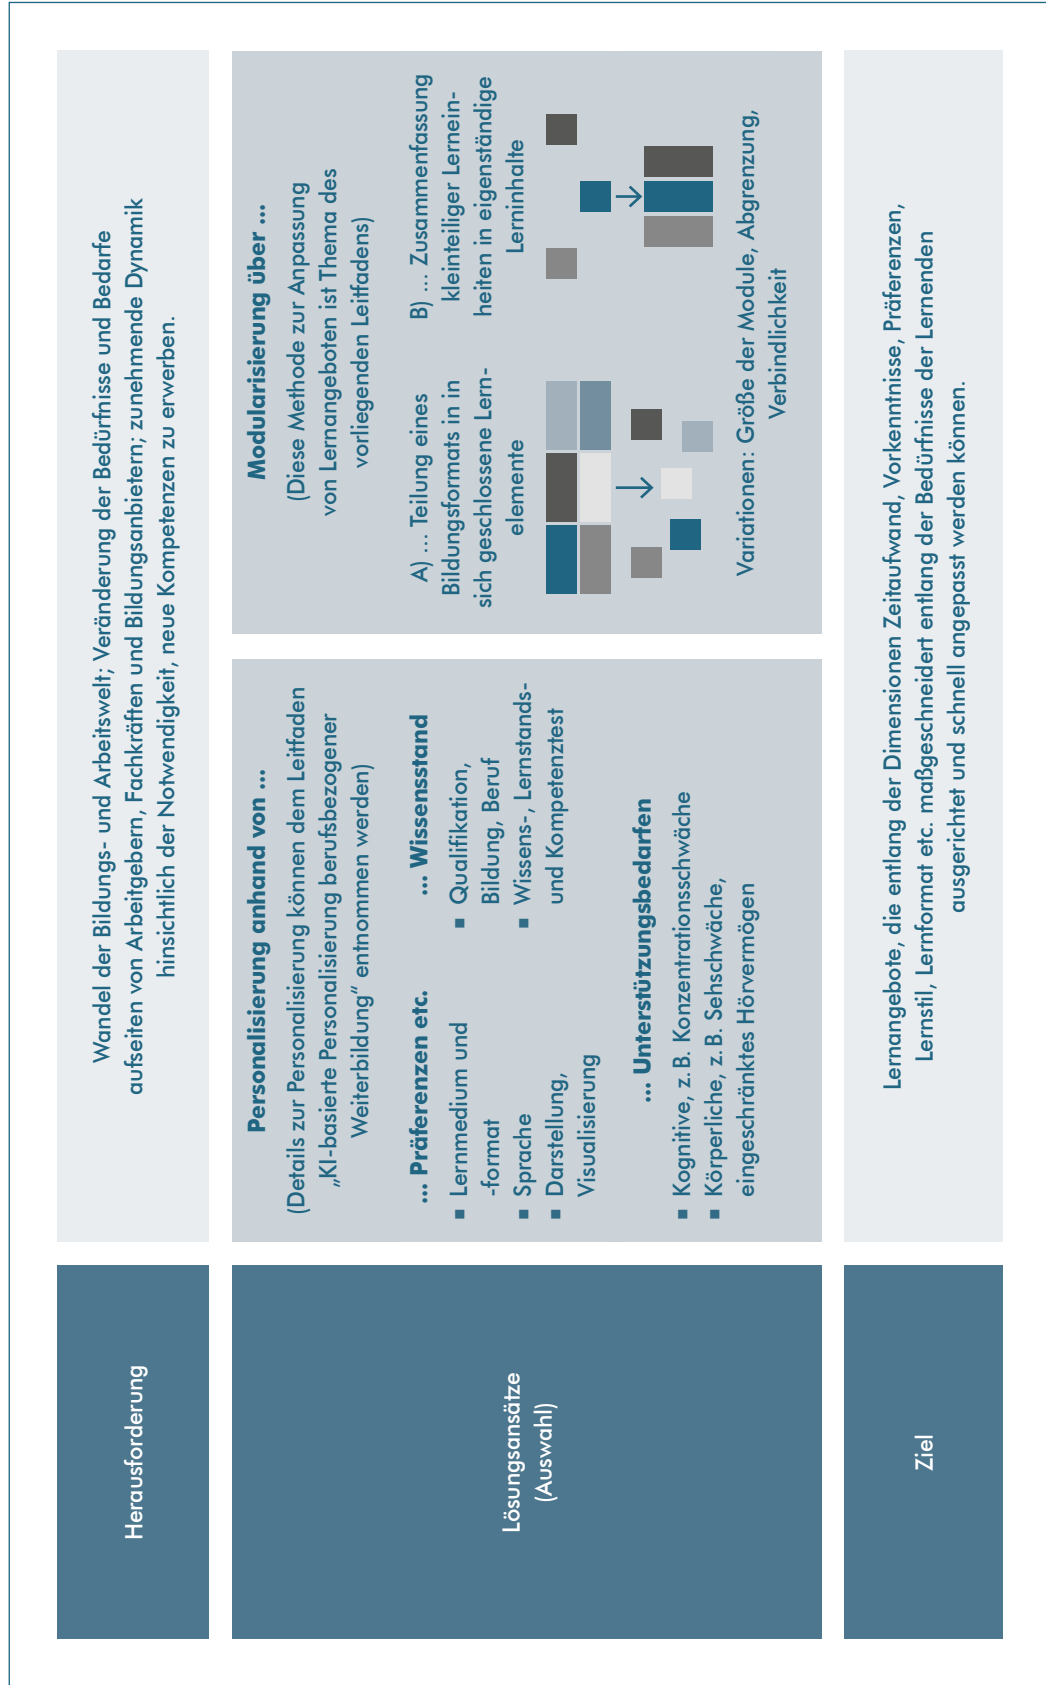 Herausforderung
Wandel der Bildungs- und Arbeitswelt; Veränderung der Bedürfnisse und Bedarfe
aufseiten von Arbeitgebern, Fachkräften und Bildungsanbietern; zunehmende Dynamik
hinsichtlich der Notwendigkeit, neue Kompetenzen zu erwerben.
Lösungsansätze
(Auswahl)
Personalisierung anhand von ...
(Details zur Personalisierung können dem Leitfaden
„KI-basierte Personalisierung berufsbezogener
Weiterbildung“ entnommen werden)
... Präferenzen etc.
▪ Lernmedium und
-format
▪ Sprache
▪ Darstellung,
Visualisierung
... Wissensstand
▪ Qualifikation,
Bildung, Beruf
▪ Wissens-, Lernstands-
und Kompetenztest
... Unterstützungsbedarfen
▪ Kognitive, z. B. Konzentrationsschwäche
▪ Körperliche, z. B. Sehschwäche,
eingeschränktes Hörvermögen
Modularisierung über ...
(Diese Methode zur Anpassung
von Lernangeboten ist Thema des
vorliegenden Leitfadens)
A) ... Teilung eines
Bildungsformats in in
sich geschlossene Lern-
elemente
B) ... Zusammenfassung
kleinteiliger Lernein-
heiten in eigenständige
Lerninhalte
Variationen: Größe der Module, Abgrenzung,
Verbindlichkeit
Ziel
Lernangebote, die entlang der Dimensionen Zeitaufwand, Vorkenntnisse, Präferenzen,
Lernstil, Lernformat etc. maßgeschneidert entlang der Bedürfnisse der Lernenden
ausgerichtet und schnell angepasst werden können.